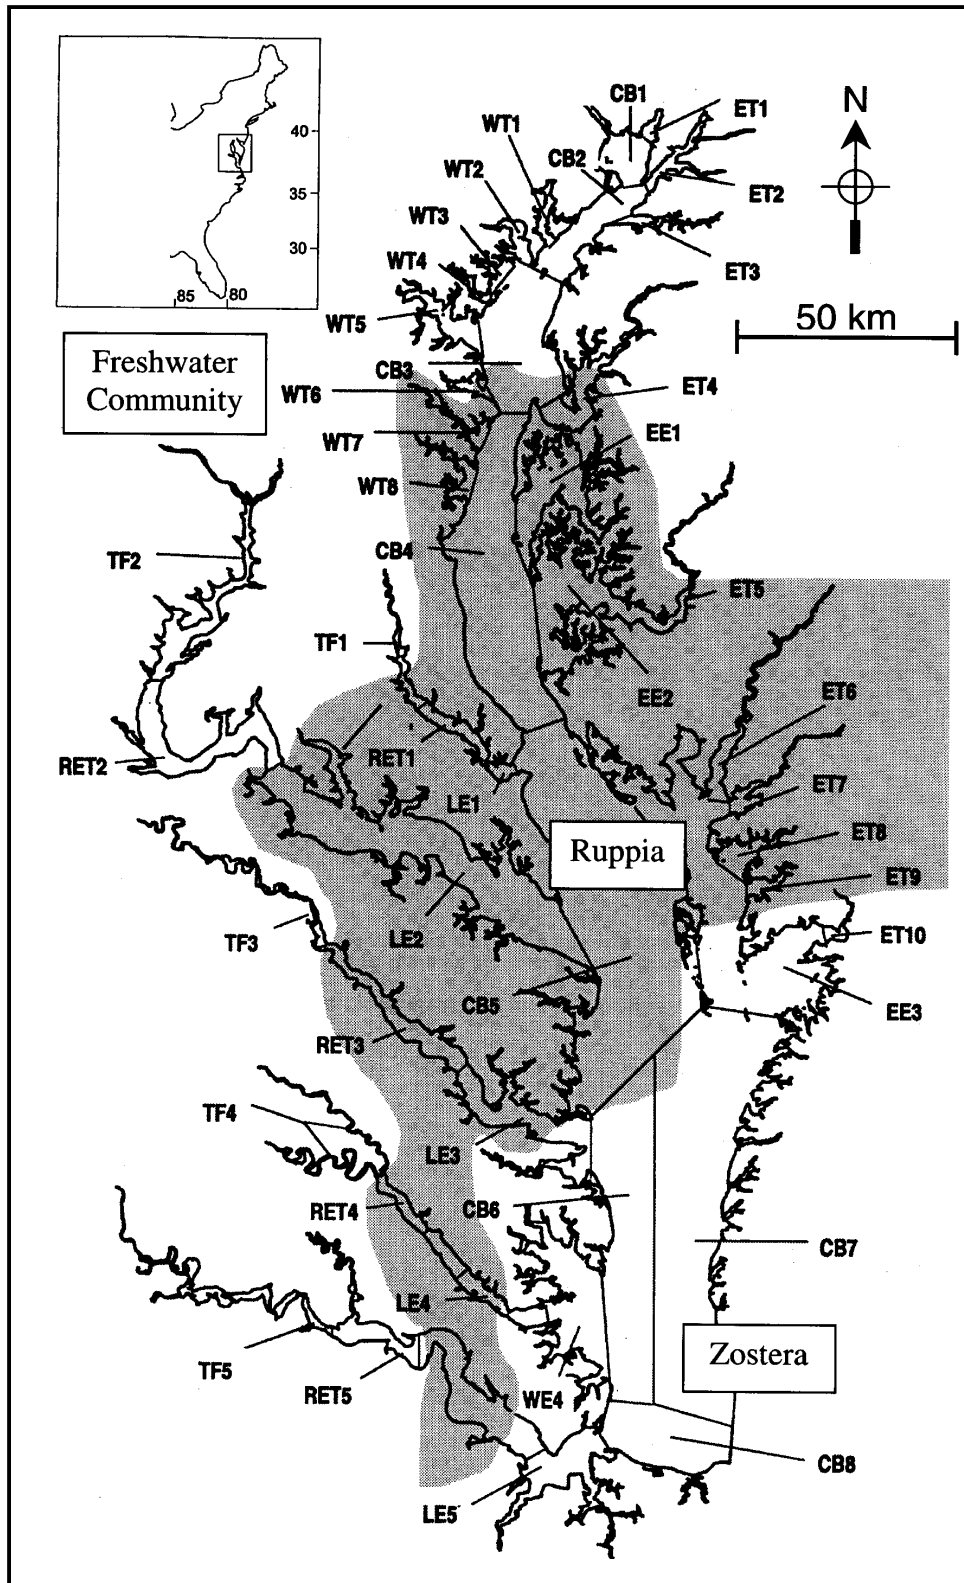 CB1
ET1
WT1
N
40
CB2
WT2
ET2
35
WT3
30
WT4
ET3
85 80
WT5
50 km
Freshwater
Community
CB3
WT6
ET4
WT7
EE1
WT8
CB4
TF2
ET5
TF1
EE2
ET6
RET1
RET2
ET7
LE1
Ruppia
ET8
ET9
TF3
LE2
ET10
CB5
EE3
RET3
TF4
LE3
RET4
CB6
CB7
LE4
Zostera
TF5
RET5
WE4
CB8
LE5